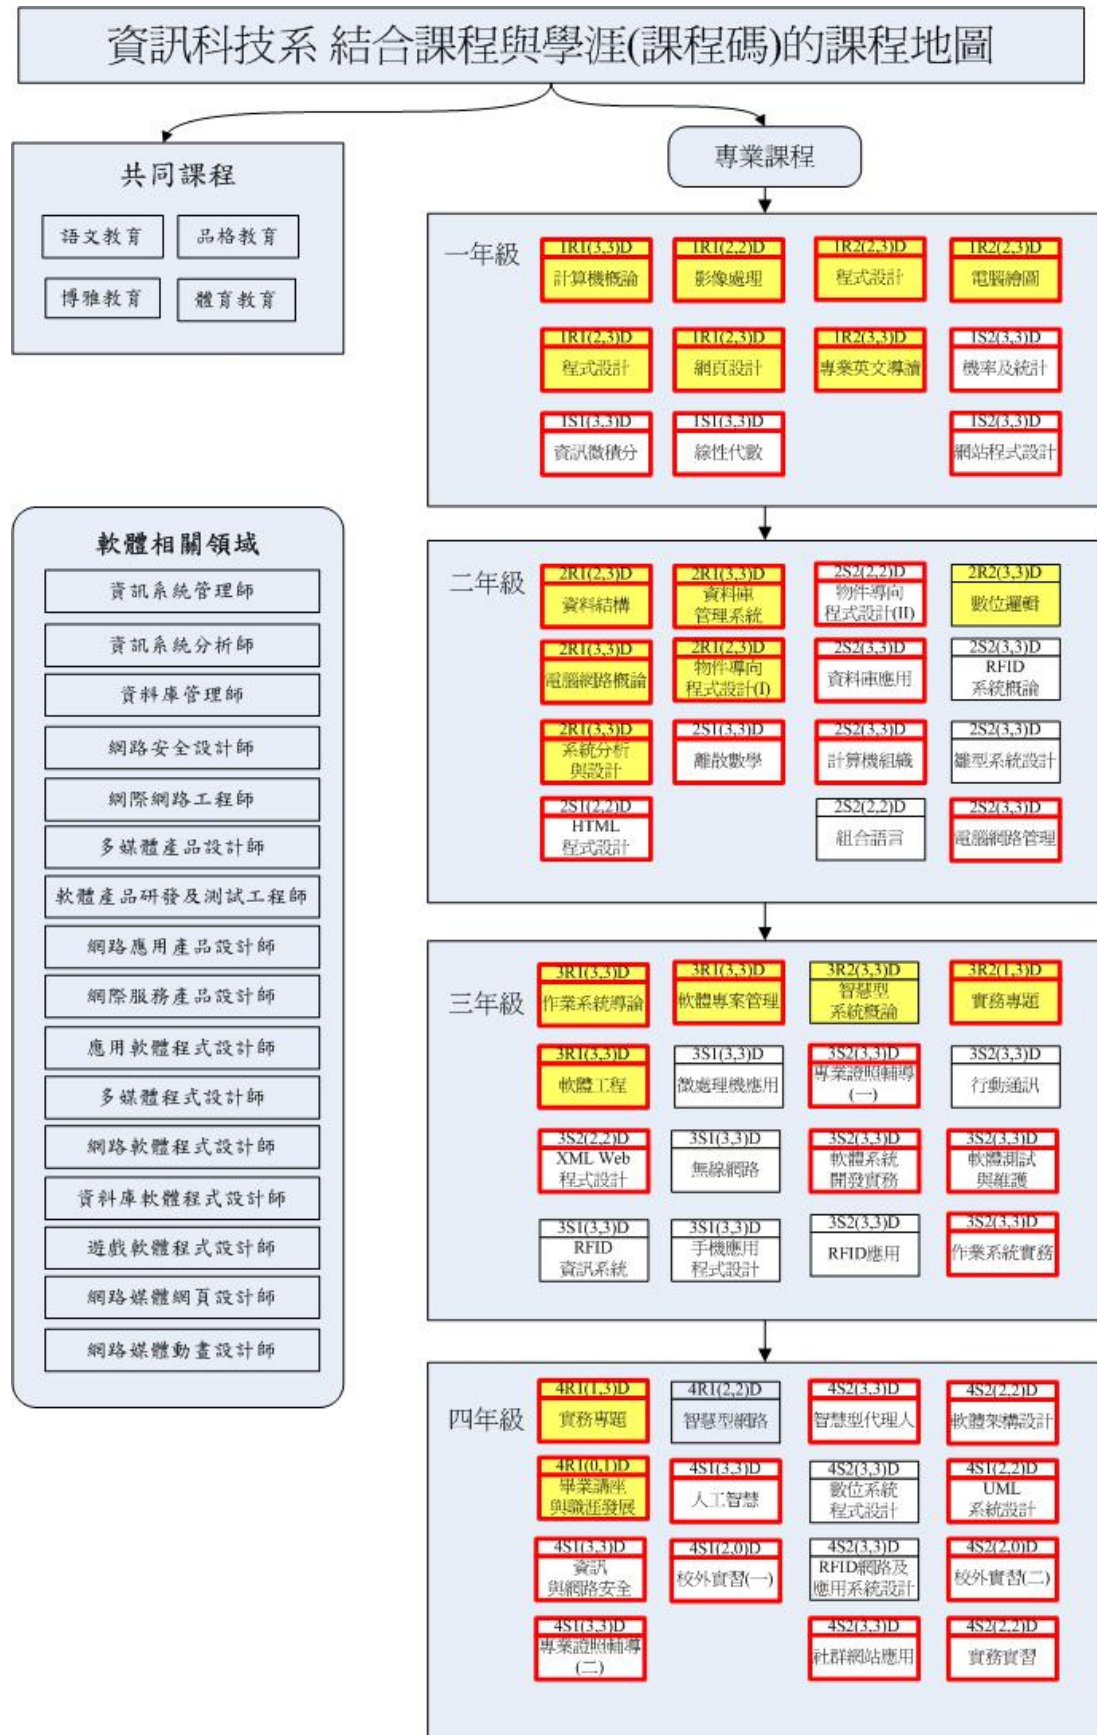 資訊科技系 結合課程與學涯(課程碼)的課程地圖
共同課程
語文教育
品格教育
博雅教育
體育教育
專業課程
一年級
1R1(3,3)D
計算機概論
1R1(2,2)D
影像處理
1R2(2,3)D
程式設計
1R2(2,3)D
電腦繪圖
1R1(2,3)D
程式設計
1R1(2,3)D
網頁設計
1R2(3,3)D
專業英文導讀
1S2(3,3)D
機率及統計
1S1(3,3)D
資訊微積分
1S1(3,3)D
線性代數
1S2(3,3)D
網站程式設計
軟體相關領域
資訊系統管理師
資訊系統分析師
資料庫管理師
網路安全設計師
網際網路工程師
多媒體產品設計師
軟體產品研發及測試工程師
網路應用產品設計師
網際服務產品設計師
應用軟體程式設計師
多媒體程式設計師
網路軟體程式設計師
資料庫軟體程式設計師
遊戲軟體程式設計師
網路媒體網頁設計師
網路媒體動畫設計師
二年級
2R1(2,3)D
資料結構
2R1(3,3)D
資料庫
管理系統
2S2(2,2)D
物件導向
程式設計(II)
2R2(3,3)D
數位邏輯
2R1(3,3)D
電腦網路概論
2R1(2,3)D
物件導向
程式設計(I)
2S2(3,3)D
資料庫應用
2S2(3,3)D
RFID
系統概論
2R1(3,3)D
系統分析
與設計
2S1(3,3)D
離散數學
2S2(3,3)D
計算機組織
2S2(3,3)D
雛型系統設計
2S1(2,2)D
HTML
程式設計
2S2(2,2)D
組合語言
2S2(3,3)D
電腦網路管理
三年級
3R1(3,3)D
作業系統導論
3R1(3,3)D
軟體專案管理
3R2(3,3)D
智慧型
系統概論
3R2(1,3)D
實務專題
3R1(3,3)D
軟體工程
3S1(3,3)D
微處理機應用
3S2(3,3)D
專業證照輔導
(一)
3S2(3,3)D
行動通訊
3S2(2,2)D
XML Web
程式設計
3S1(3,3)D
無線網路
3S2(3,3)D
軟體系統
開發實務
3S2(3,3)D
軟體測試
與維護
3S1(3,3)D
RFID
資訊系統
3S1(3,3)D
手機應用
程式設計
3S2(3,3)D
RFID應用
3S2(3,3)D
作業系統實務
四年級
4R1(1,3)D
實務專題
4R1(2,2)D
智慧型網路
4S2(3,3)D
智慧型代理人
4S2(2,2)D
軟體架構設計
4R1(0,1)D
畢業講座
與職涯發展
4S1(3,3)D
人工智慧
4S2(3,3)D
數位系統
程式設計
4S1(2,2)D
UML
系統設計
4S1(3,3)D
資訊
與網路安全
4S1(2,0)D
校外實習(一)
4S2(3,3)D
RFID網路及
應用系統設計
4S2(2,0)D
校外實習(二)
4S1(3,3)D
專業證照輔導
(二)
4S2(3,3)D
社群網站應用
4S2(2,2)D
實務實習